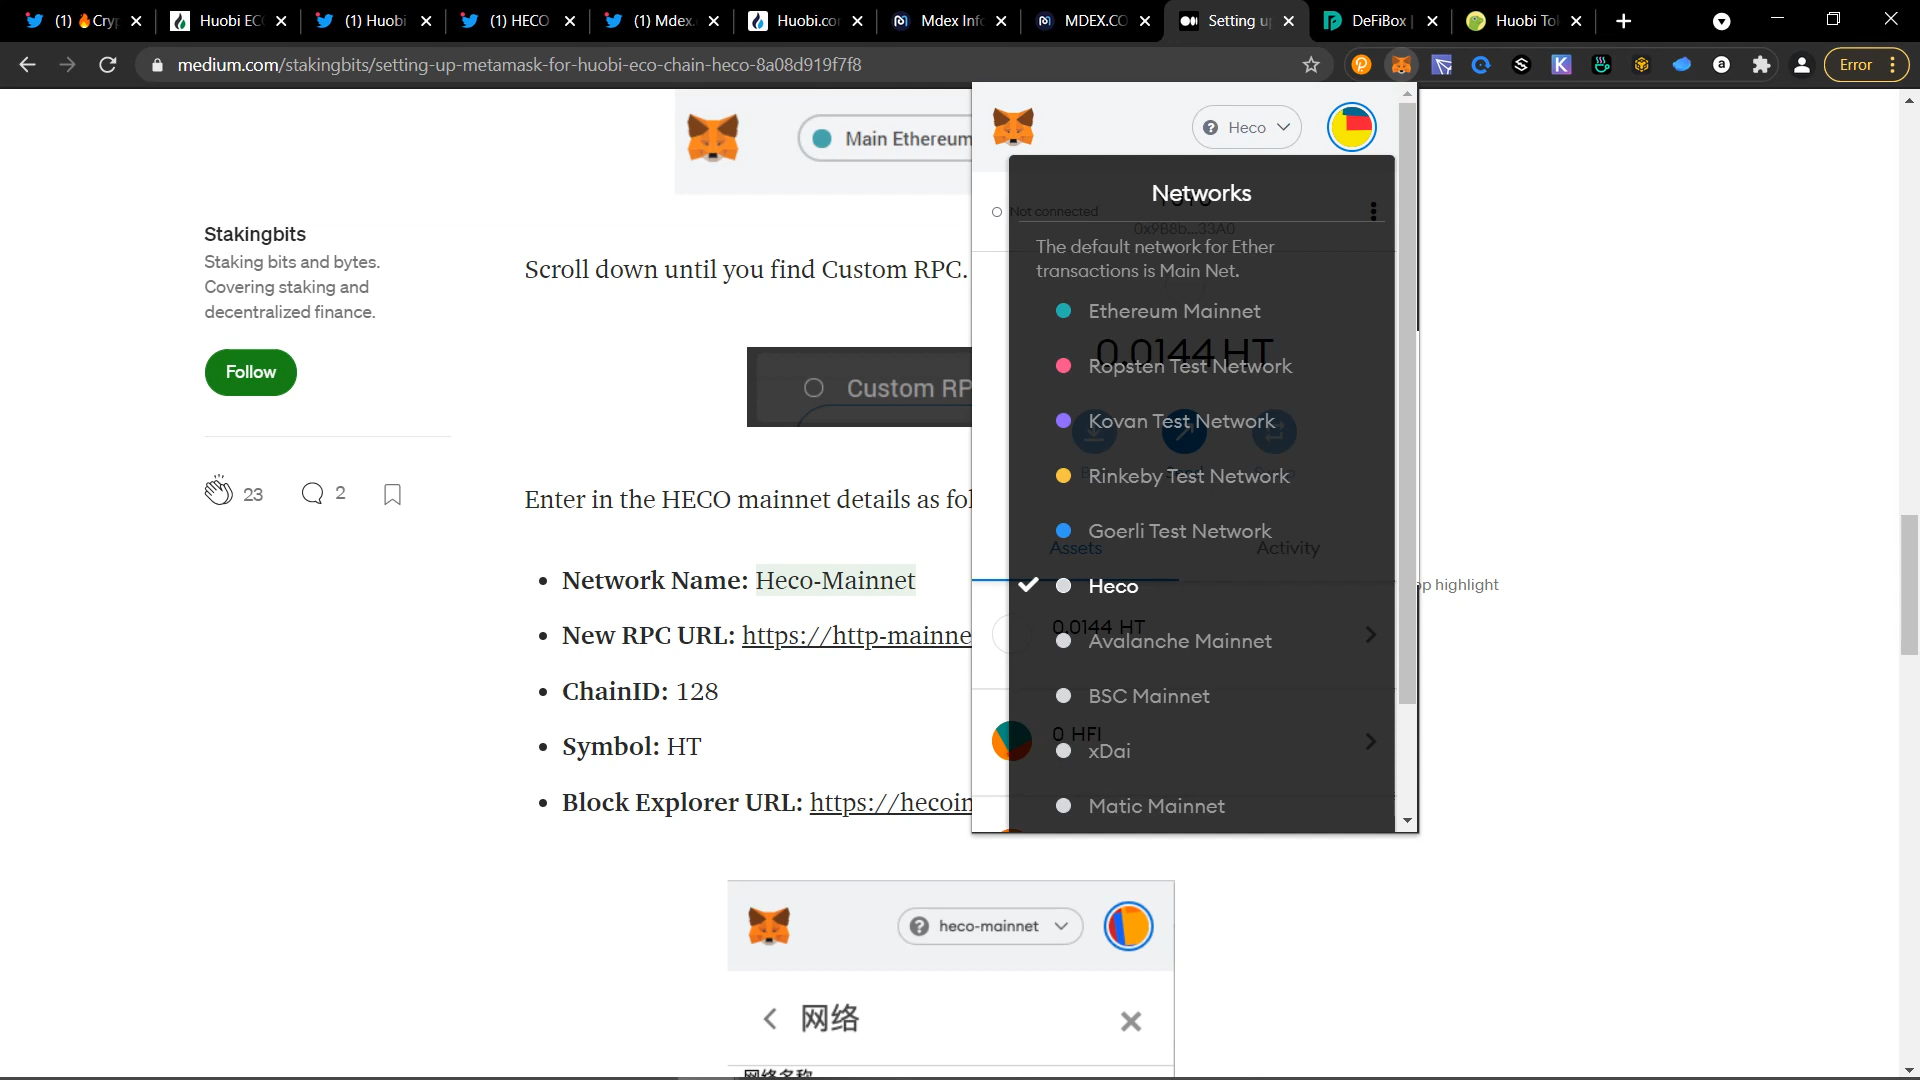 (1) 🔥Cry
Huobi EC
(1) Huobi
(1) HECO
(1) Mdex.
Huobi.co
Mdex Inf
MDEX.CO
Setting u
DeFiBox |
Huobi To
medium.com/stakingbits/setting-up-metamask-for-huobi-eco-chain-heco-8a08d919f7f8
Error
Main Ethereum
Heco
Networks
Not connected
0x9B8b...33A0
The default network for Ether
transactions is Main Net.
Stakingbits
Staking bits and bytes.
Covering staking and
decentralized finance.
Follow
23
2
Scroll down until you find Custom RPC.
Custom RP
Enter in the HECO mainnet details as fol
Network Name: Heco-Mainnet
New RPC URL: https://http-mainne
ChainID: 128
Symbol: HT
Block Explorer URL: https://hecoin
Ethereum Mainnet
0.0144 HT
Ropsten Test Network
Kovan Test Network
Rinkeby Test Network
Goerli Test Network
Assets
Activity
Heco
p highlight
0.0144 HT
Avalanche Mainnet
BSC Mainnet
0 HFI
xDai
Matic Mainnet
heco-mainnet
网络
网络名称